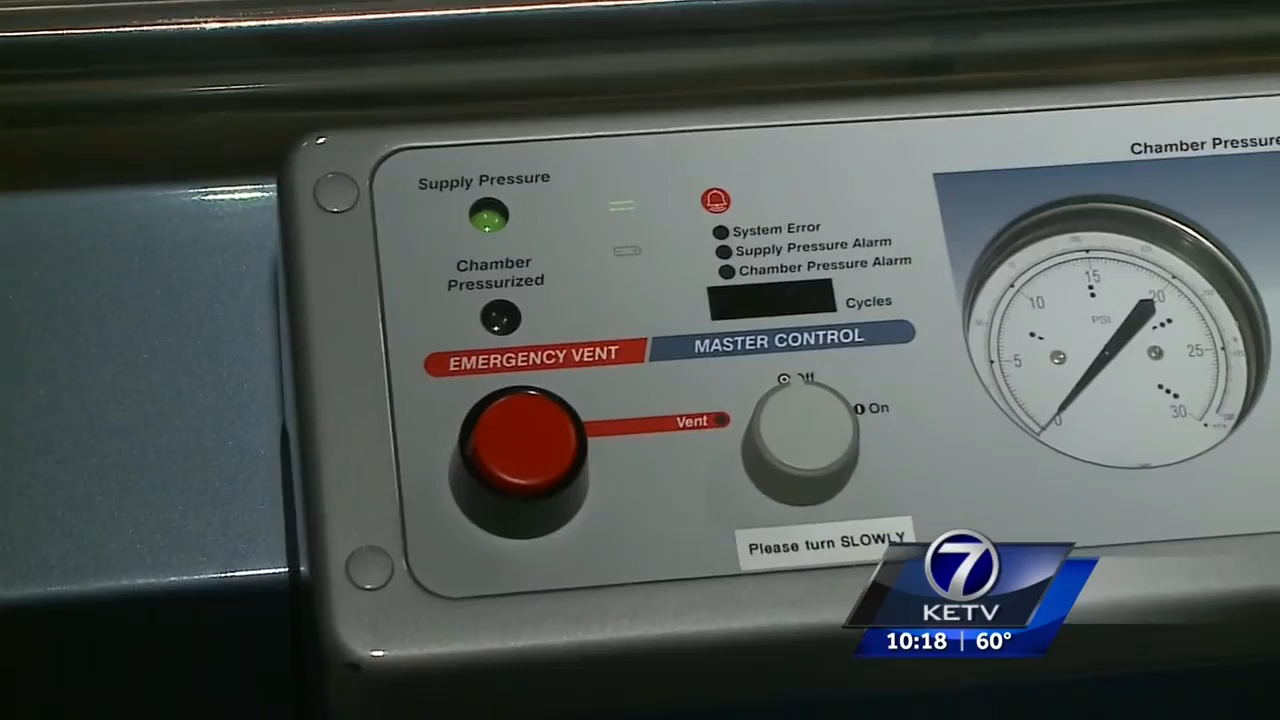 Chamber Pressure
Supply Pressure
System Error
Supply Pressure Alarm
Chamber
Pressurized
Chamber Pressure Alarm
Cycles
EMERGENCY VENT
MASTER CONTROL
Off
On
Vent
Please turn SLOWLY
0
5
10
15
20
25
30
PSI
7
KETV
10:18 | 60°